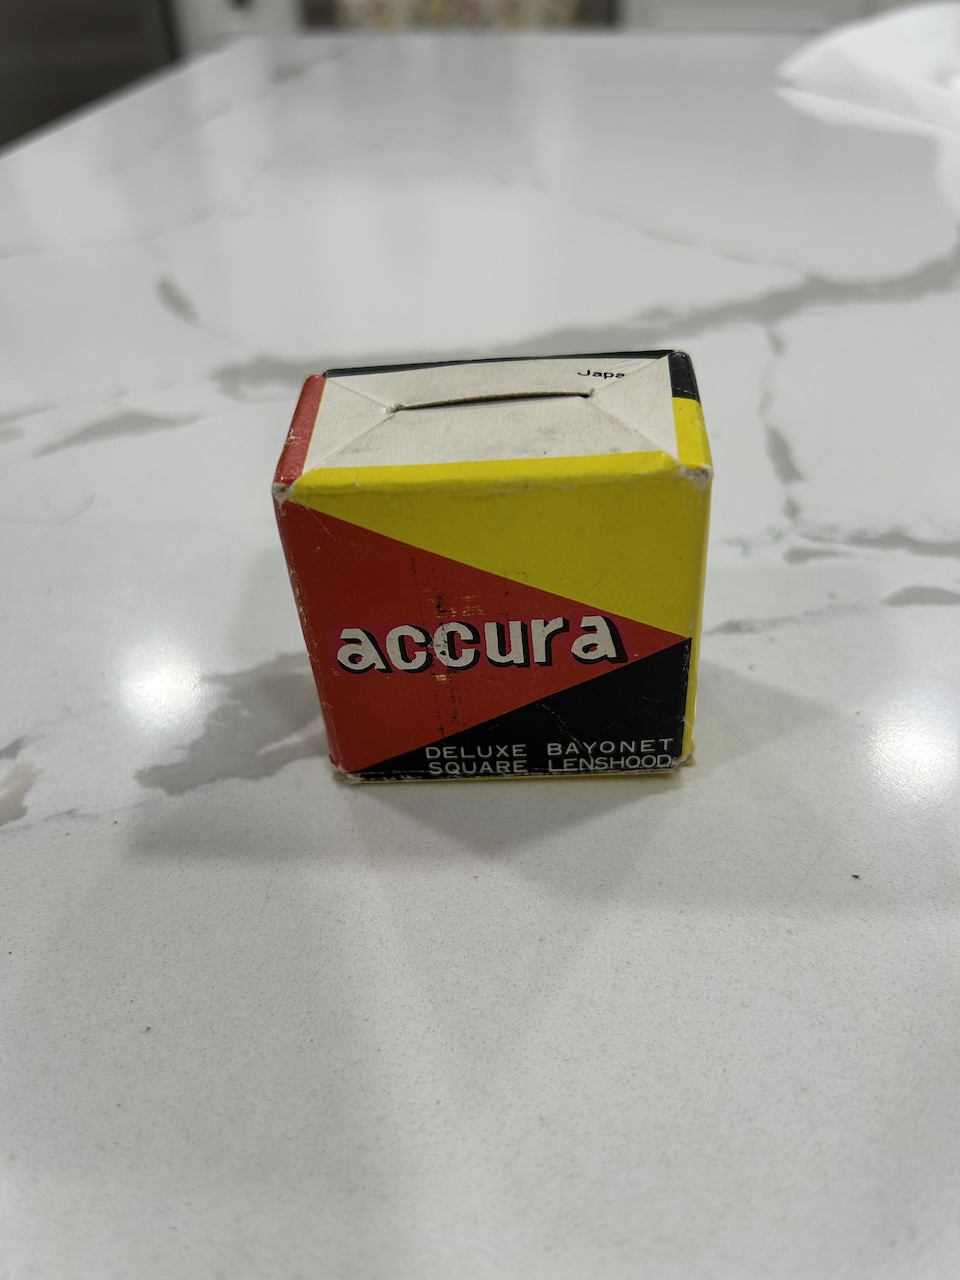 Japa
accura
DELUXE BAYONET
SQUARE LENSHOOD